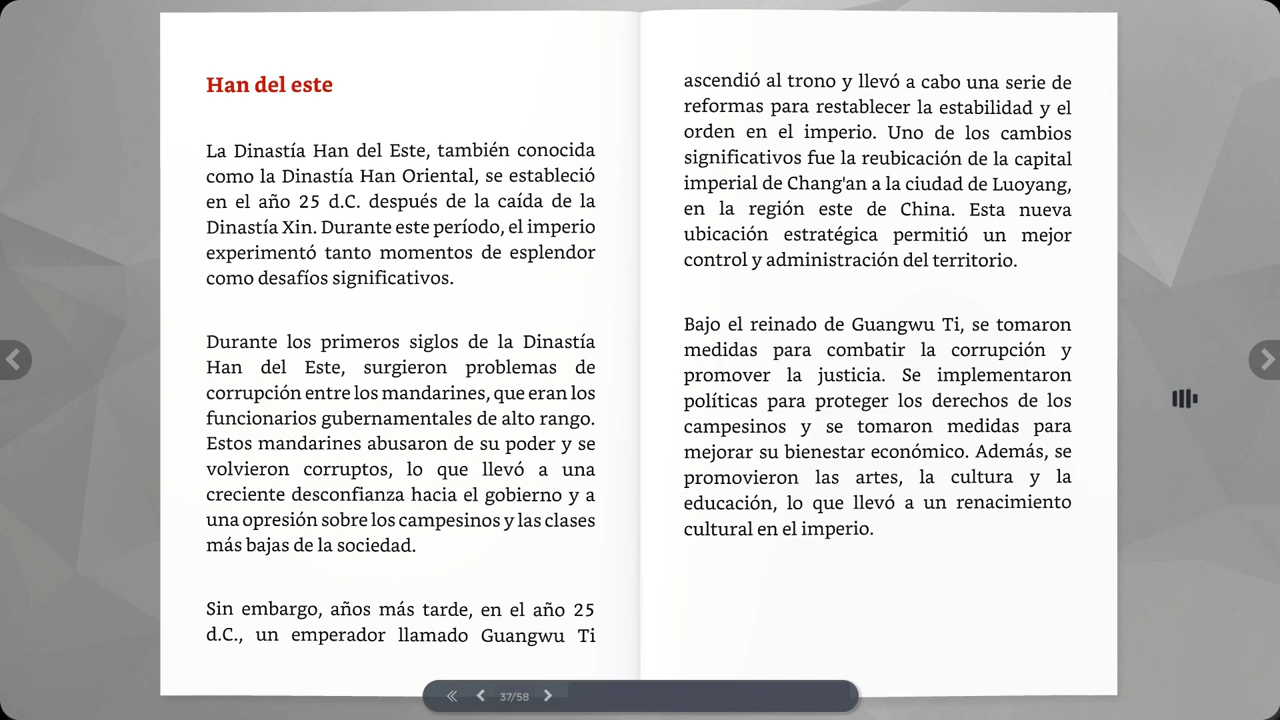 Han del este
La Dinastía Han del Este, también conocida
como la Dinastía Han Oriental, se estableció
en el año 25 d.C. después de la caída de la
Dinastía Xin. Durante este período, el imperio
experimentó tanto momentos de esplendor
como desafíos significativos.
Durante los primeros siglos de la Dinastía
Han del Este, surgieron problemas de
corrupción entre los mandarines, que eran los
funcionarios gubernamentales de alto rango.
Estos mandarines abusaron de su poder y se
volvieron corruptos, lo que llevó a una
creciente desconfianza hacia el gobierno y a
una opresión sobre los campesinos y las clases
más bajas de la sociedad.
Sin embargo, años más tarde, en el año 25
d.C., un emperador llamado Guangwu Ti
ascendió al trono y llevó a cabo una serie de
reformas para restablecer la estabilidad y el
orden en el imperio. Uno de los cambios
significativos fue la reubicación de la capital
imperial de Chang'an a la ciudad de Luoyang,
en la región este de China. Esta nueva
ubicación estratégica permitió un mejor
control y administración del territorio.
Bajo el reinado de Guangwu Ti, se tomaron
medidas para combatir la corrupción y
promover la justicia. Se implementaron
políticas para proteger los derechos de los
campesinos y se tomaron medidas para
mejorar su bienestar económico. Además, se
promovieron las artes, la cultura y la
educación, lo que llevó a un renacimiento
cultural en el imperio.
37/58